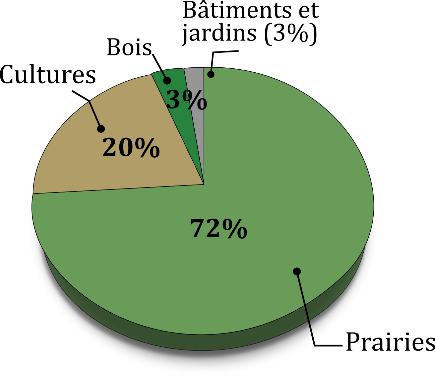 Bâtiments et
jardins (3%)
Bois
Cultures
3%
20%
72%
Prairies